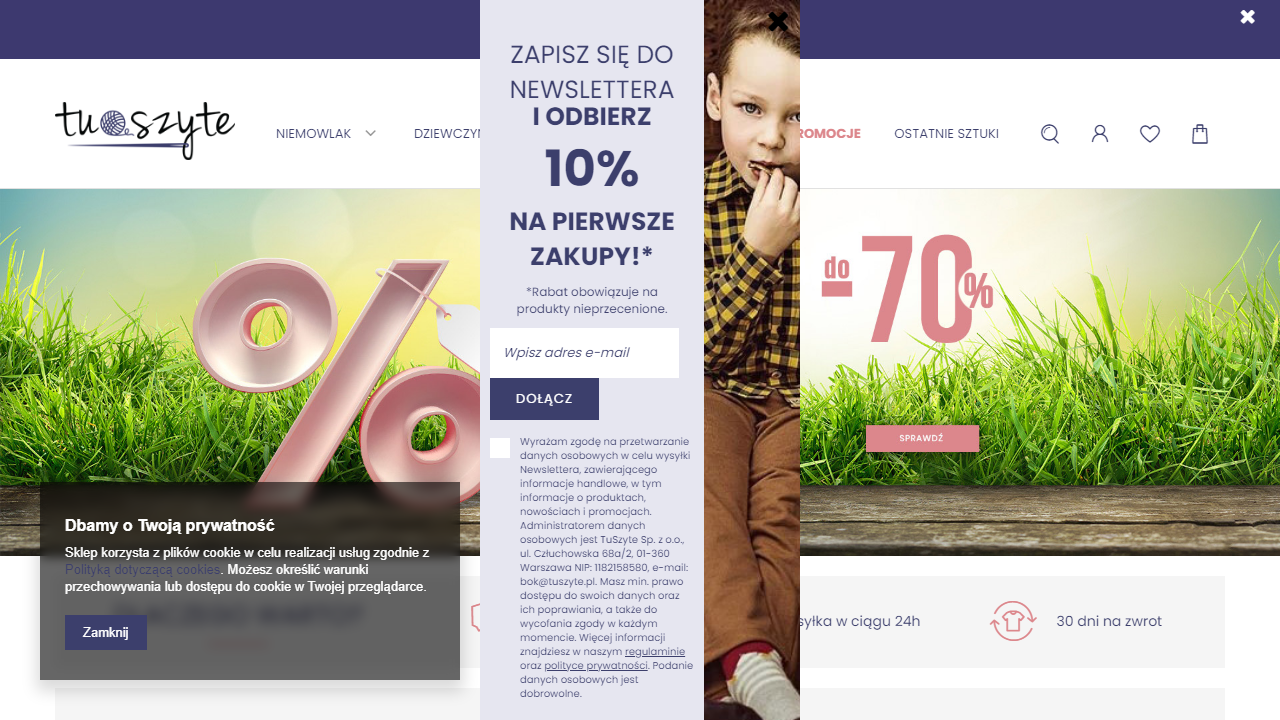 ZAPISZ SIĘ DO
NEWSLETTERA
I ODBIERZ
10%
NA PIERWSZE
ZAKUPY!*
*Rabat obowiązuje na
produkty nieprzecenione.
Wpisz adres e-mail
DOŁĄCZ
Wyrażam zgodę na przetwarzanie
danych osobowych w celu wysyłki
Newslettera, zawierającego
informacje handlowe, w tym
informacje o produktach,
nowościach i promocjach.
Administratorem danych
osobowych jest TuSzyte Sp. z o.o.,
ul. Człuchowska 68a/2, 01-360
Warszawa NIP: 1182158580, e-mail:
bok@tuszyte.pl. Masz min. prawo
dostępu do swoich danych oraz
ich poprawiania, a także do
wycofania zgody w każdym
momencie. Więcej informacji
znajdziesz w naszym regulaminie
oraz polityce prywatności. Podanie
danych osobowych jest
dobrowolne.
tuszyte
NIEMOWLAK
DZIEWCZYN
ROMOCJE
OSTATNIE SZTUKI
%
do -70%
SPRAWDŹ
Dbamy o Twoją prywatność
Sklep korzysta z plików cookie w celu realizacji usług zgodnie z
Polityką dotyczącą cookies. Możesz określić warunki
przechowywania lub dostępu do cookie w Twojej przeglądarce.
Zamknij
syłka w ciągu 24h
30 dni na zwrot